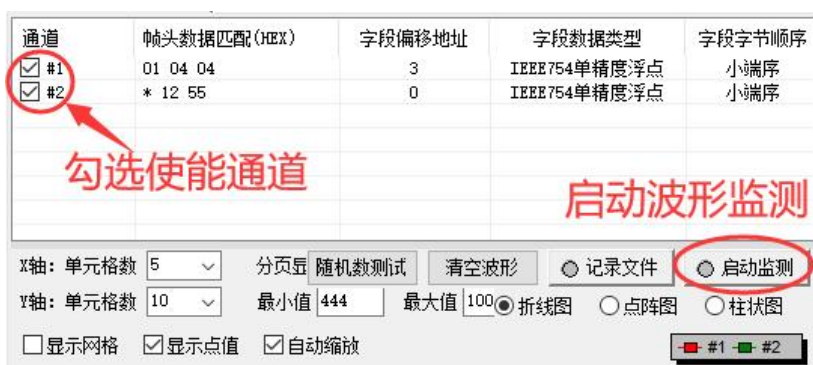 通道 帧头数据匹配(HEX) 字段偏移地址 字段数据类型 字段字节顺序
#1 01 04 04 3 IEEE754单精度浮点 小端序
#2 * 12 55 0 IEEE754单精度浮点 小端序
勾选使能通道
启动波形监测
X轴: 单元格数 5 分页显 随机数测试 清空波形 记录文件 启动监测
Y轴: 单元格数 10 最小值 444 最大值 100 折线图 点阵图 柱状图
显示网格 显示点值 自动缩放 #1 #2